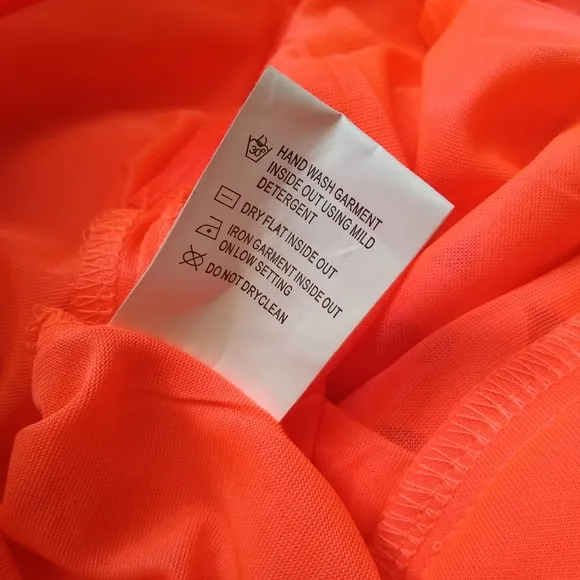 30°
HAND WASH GARMENT
INSIDE OUT USING MILD
DETERGENT
DRY FLAT INSIDE OUT
IRON GARMENT INSIDE OUT
ON LOW SETTING
DO NOT DRYCLEAN